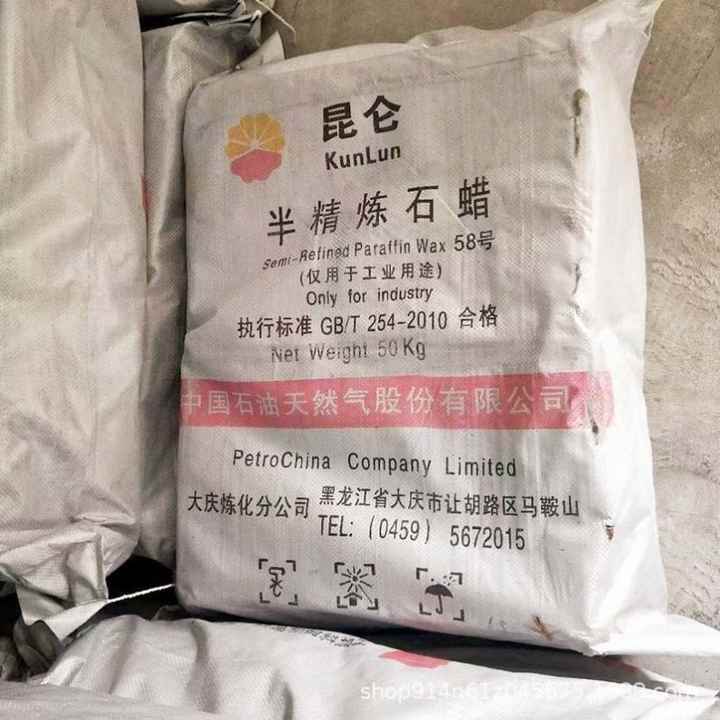 昆仑
KunLun
半精炼石蜡
Semi-Refined Paraffin Wax 58号
(仅用于工业用途)
Only for industry
执行标准 GB/T 254-2010 合格
Net Weight 50Kg
中国石油天然气股份有限公司
PetroChina Company Limited
大庆炼化分公司 黑龙江省大庆市让胡路区马鞍山
TEL: (0459) 5672015